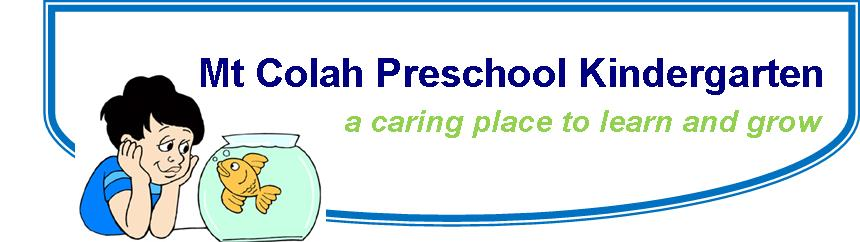 Mt Colah Preschool Kindergarten
a caring place to learn and grow